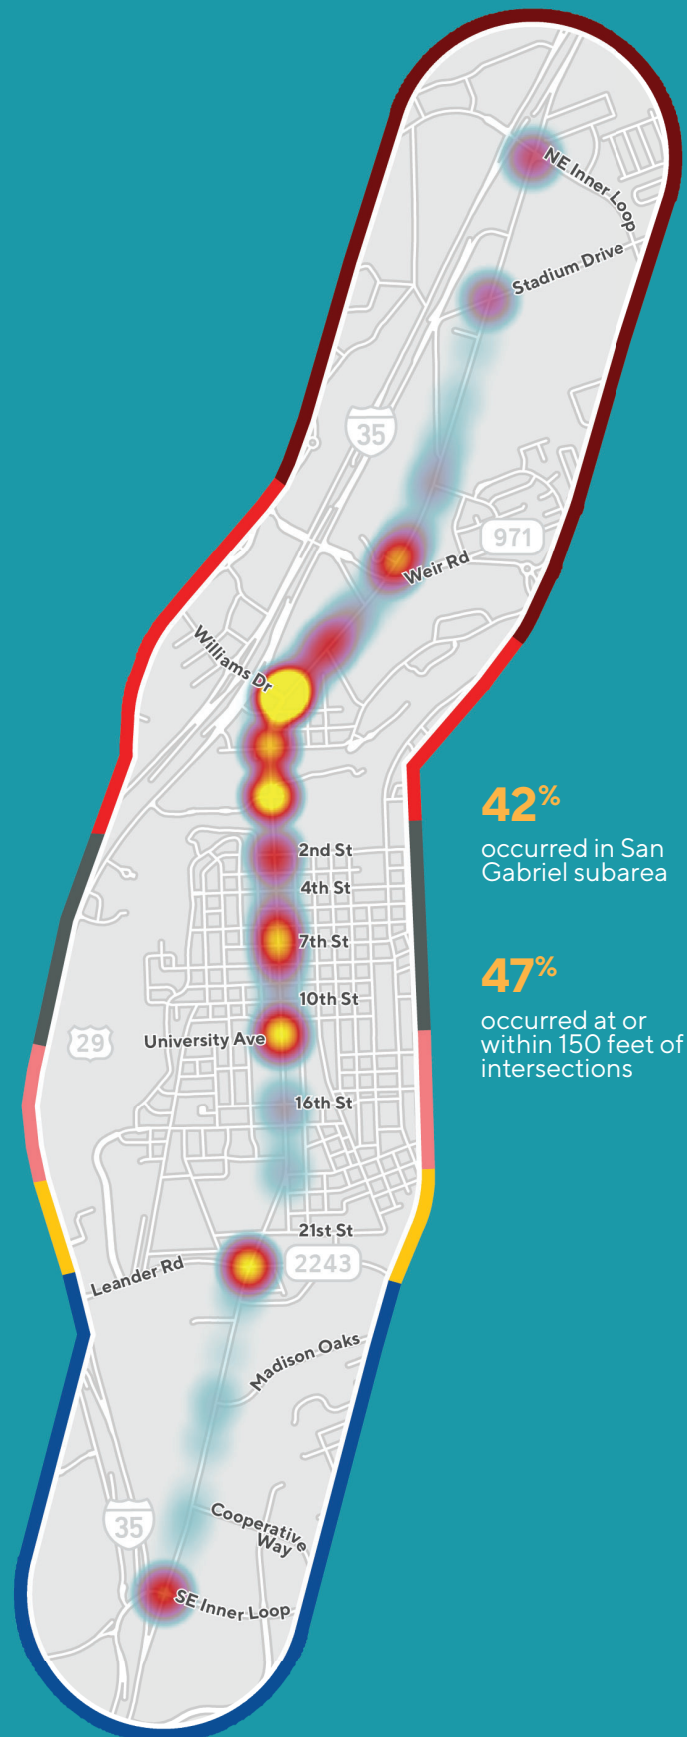 NE Inner Loop
Stadium Drive
35
971
Weir Rd
Williams Dr
42%
occurred in San
Gabriel subarea
2nd St
4th St
7th St
47%
occurred at or
within 150 feet of
intersections
10th St
29
University Ave
16th St
21st St
2243
Leander Rd
Madison Oaks
35
Cooperative
Way
SE Inner Loop